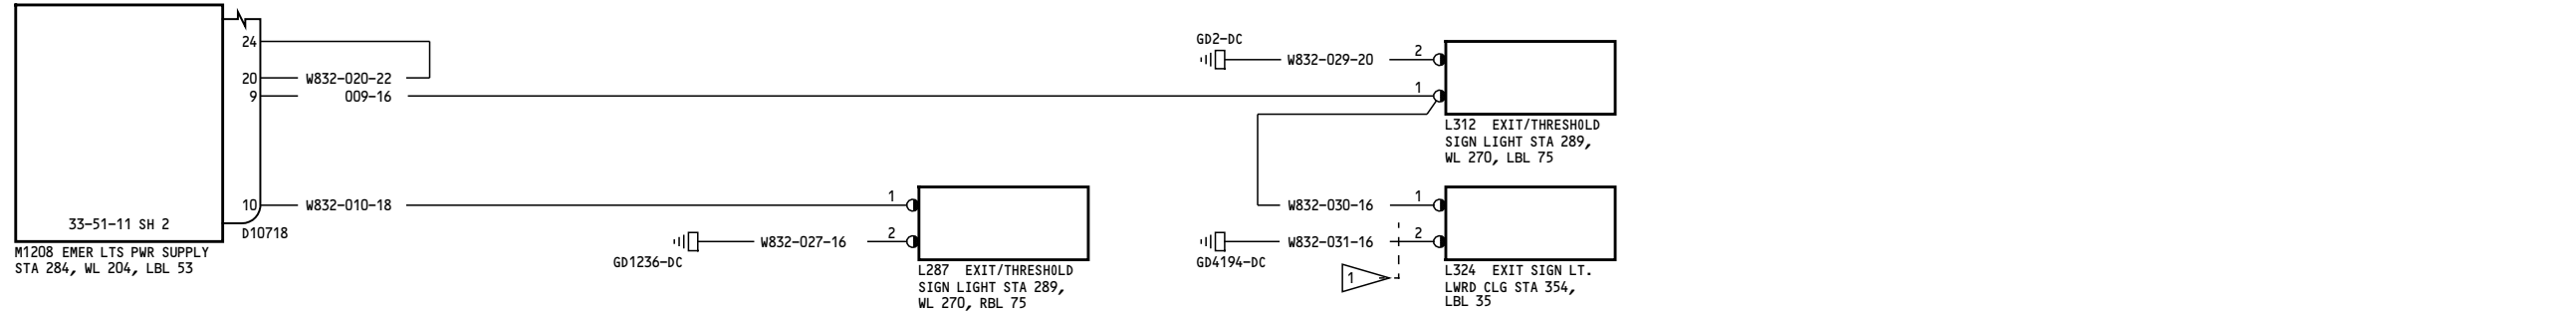 24
20 W832-020-22
9 009-16
10 W832-010-18
33-51-11 SH 2
D10718
M1208 EMER LTS PWR SUPPLY
STA 284, WL 204, LBL 53
1
W832-027-16 2
GD1236-DC
L287 EXIT/THRESHOLD
SIGN LIGHT STA 289,
WL 270, RBL 75
GD2-DC
W832-029-20 2
1
L312 EXIT/THRESHOLD
SIGN LIGHT STA 289,
WL 270, LBL 75
W832-030-16 1
W832-031-16 2
GD4194-DC
1
L324 EXIT SIGN LT.
LWRD CLG STA 354,
LBL 35